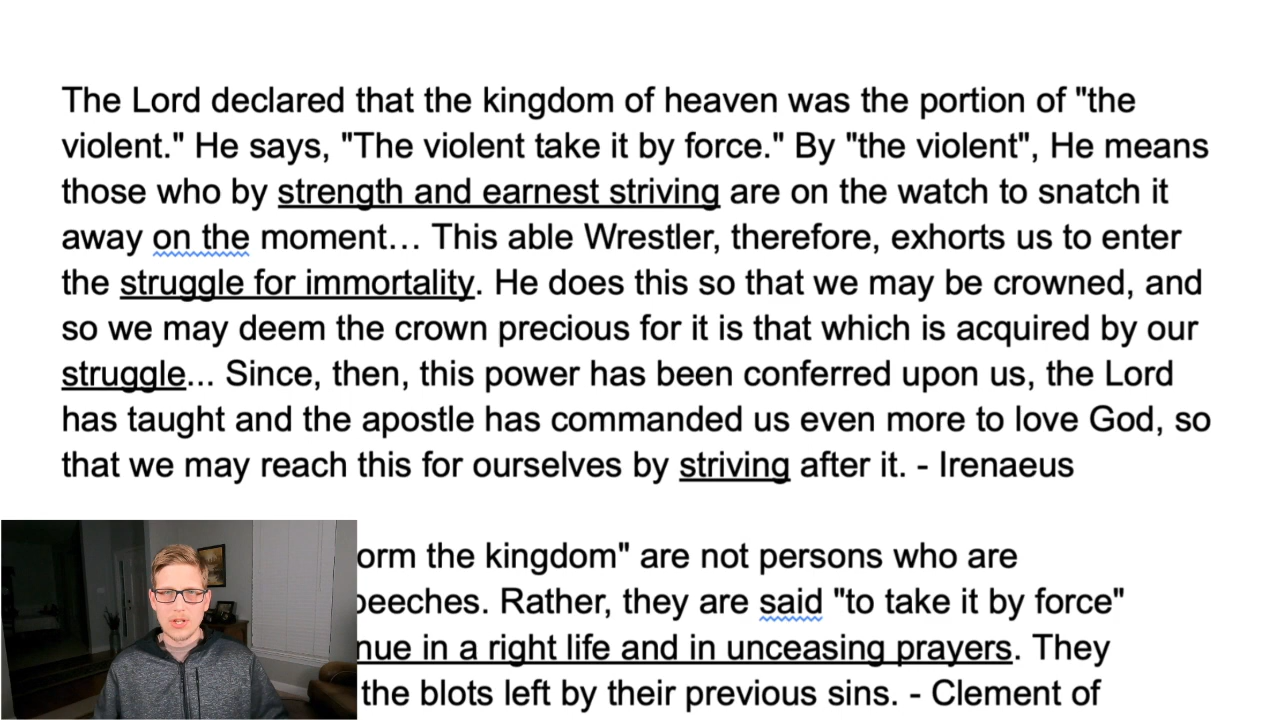 The Lord declared that the kingdom of heaven was the portion of "the
violent." He says, "The violent take it by force." By "the violent", He means
those who by strength and earnest striving are on the watch to snatch it
away on the moment... This able Wrestler, therefore, exhorts us to enter
the struggle for immortality. He does this so that we may be crowned, and
so we may deem the crown precious for it is that which is acquired by our
struggle... Since, then, this power has been conferred upon us, the Lord
has taught and the apostle has commanded us even more to love God, so
that we may reach this for ourselves by striving after it. - Irenaeus
the kingdom" are not persons who are
Rather, they are said "to take it by force"
in a right life and in unceasing prayers. They
the blots left by their previous sins. - Clement of